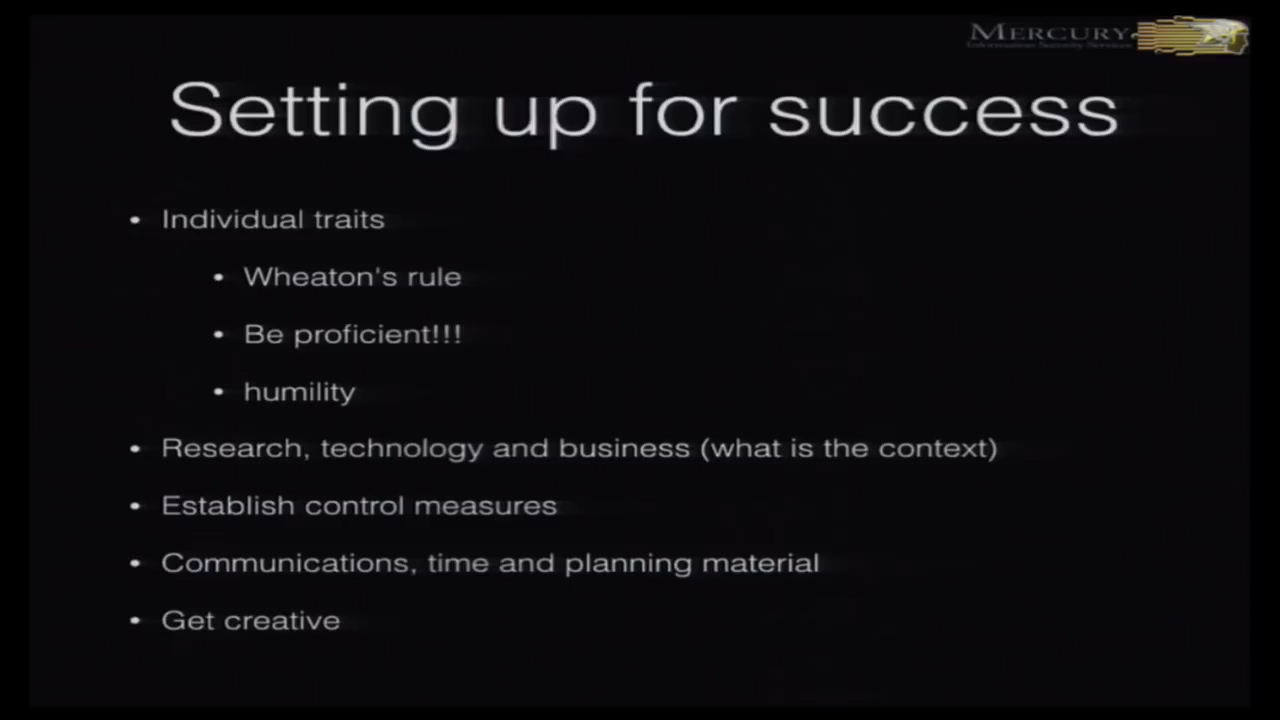 MERCURY
Information Security Services
Setting up for success
• Individual traits
• Wheaton's rule
• Be proficient!!!
• humility
• Research, technology and business (what is the context)
• Establish control measures
• Communications, time and planning material
• Get creative